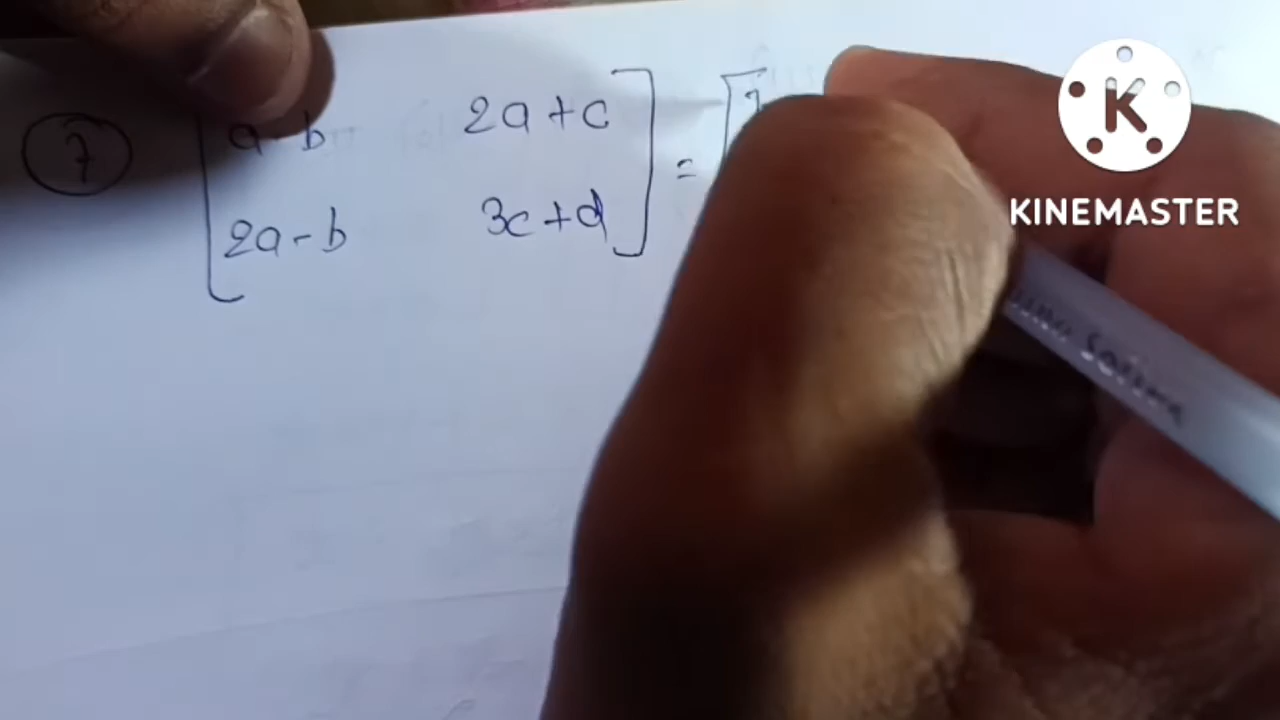 7 [ a-b 2a+c ] = [
2a-b 3c+d
K
KINEMASTER